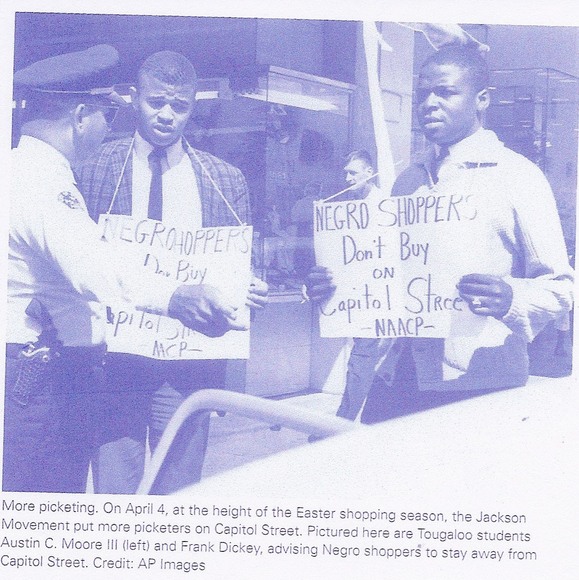 NEGRO SHOPPERS
Buy
NEGRO SHOPPERS
Don't Buy
ON
Capitol Stree
-NAACP-
More picketing. On April 4, at the height of the Easter shopping season, the Jackson
Movement put more picketers on Capitol Street. Pictured here are Tougaloo students
Austin C. Moore III (left) and Frank Dickey, advising Negro shoppers to stay away from
Capitol Street. Credit: AP Images